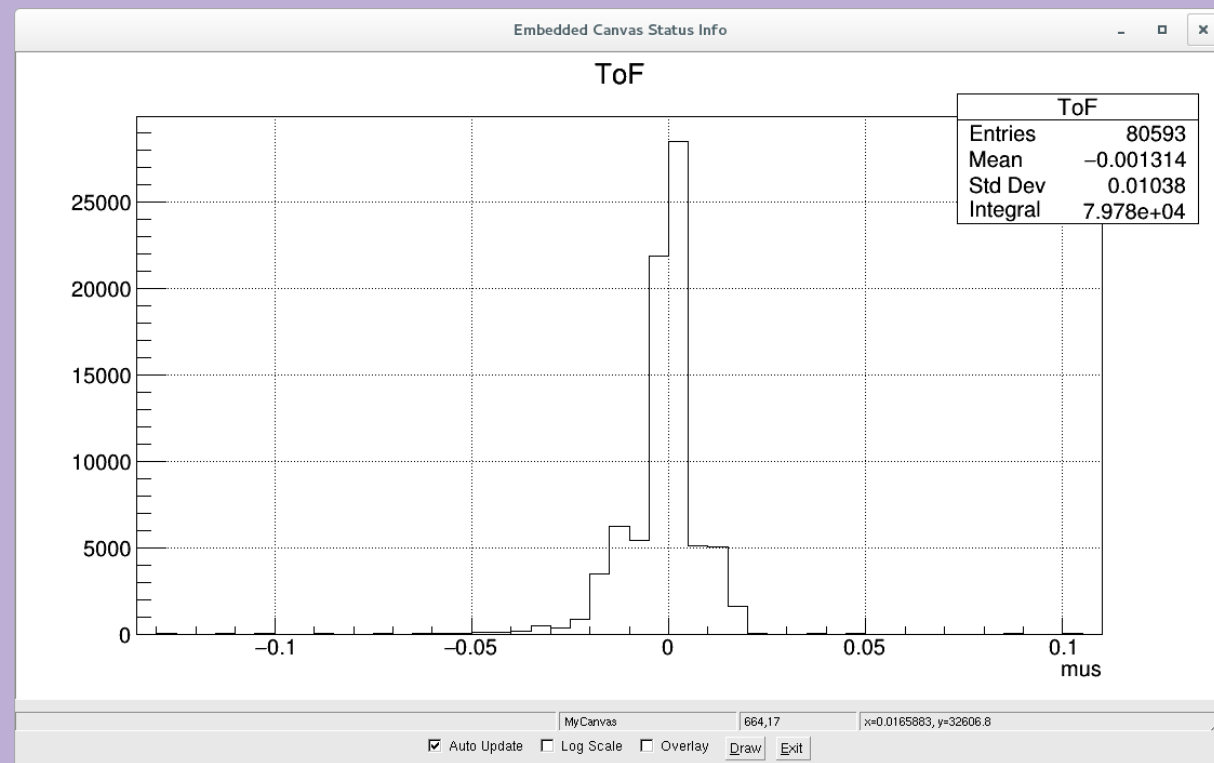 Embedded Canvas Status Info
ToF
ToF
Entries 80593
Mean −0.001314
Std Dev 0.01038
Integral 7.978e+04
25000
20000
15000
10000
5000
0
−0.1 −0.05 0 0.05 0.1
mus
MyCanvas 664,17 x=0.0165883, y=32606.8
Auto Update Log Scale Overlay Draw Exit